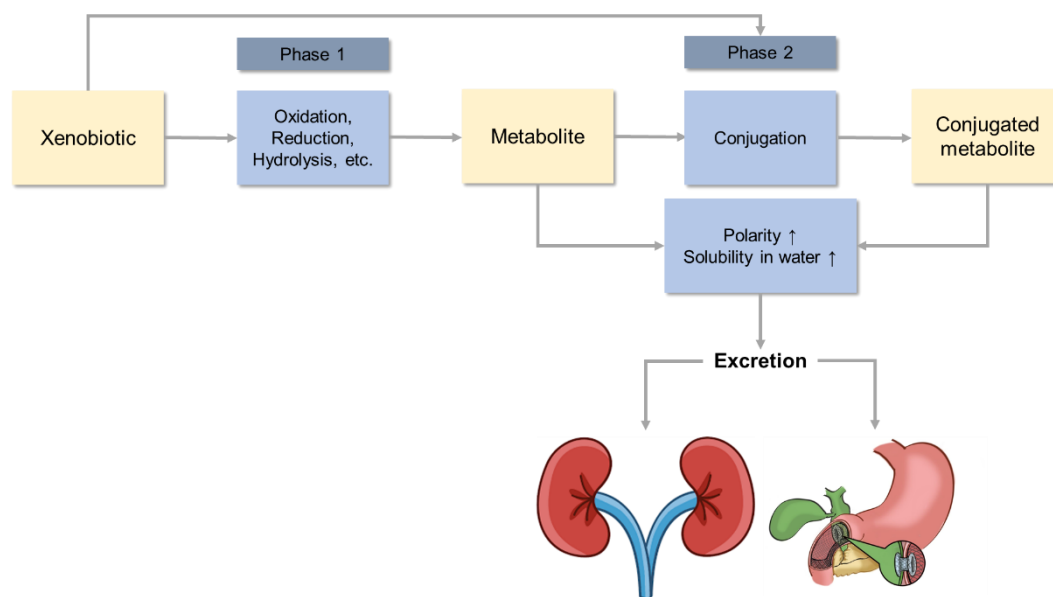 Phase 1
Phase 2
Xenobiotic
Oxidation,
Reduction,
Hydrolysis, etc.
Metabolite
Conjugation
Conjugated
metabolite
Polarity ↑
Solubility in water ↑
Excretion